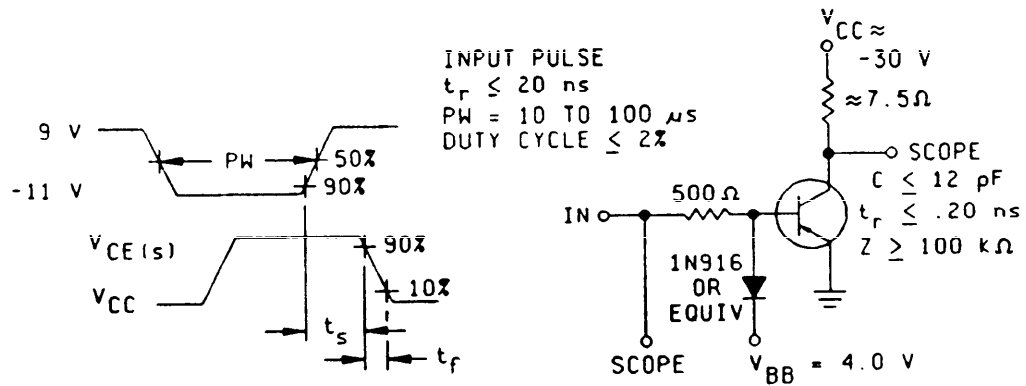 INPUT PULSE
t_r ≤ 20 ns
PW = 10 TO 100 μs
DUTY CYCLE ≤ 2%
9 V
PW
50%
-11 V
90%
V_CE(s)
90%
V_CC
10%
t_s
t_f
V_CC ≈
-30 V
≈7.5Ω
SCOPE
C ≤ 12 pF
t_r ≤ .20 ns
Z ≥ 100 kΩ
500Ω
IN
1N916
OR
EQUIV
SCOPE
V_BB = 4.0 V